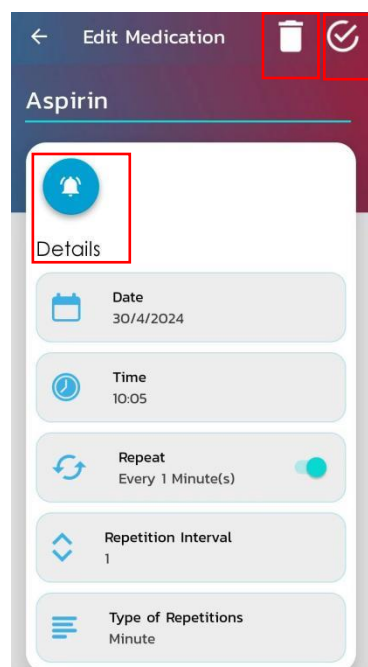 Edit Medication
Aspirin
Details
Date
30/4/2024
Time
10:05
Repeat
Every 1 Minute(s)
Repetition Interval
1
Type of Repetitions
Minute